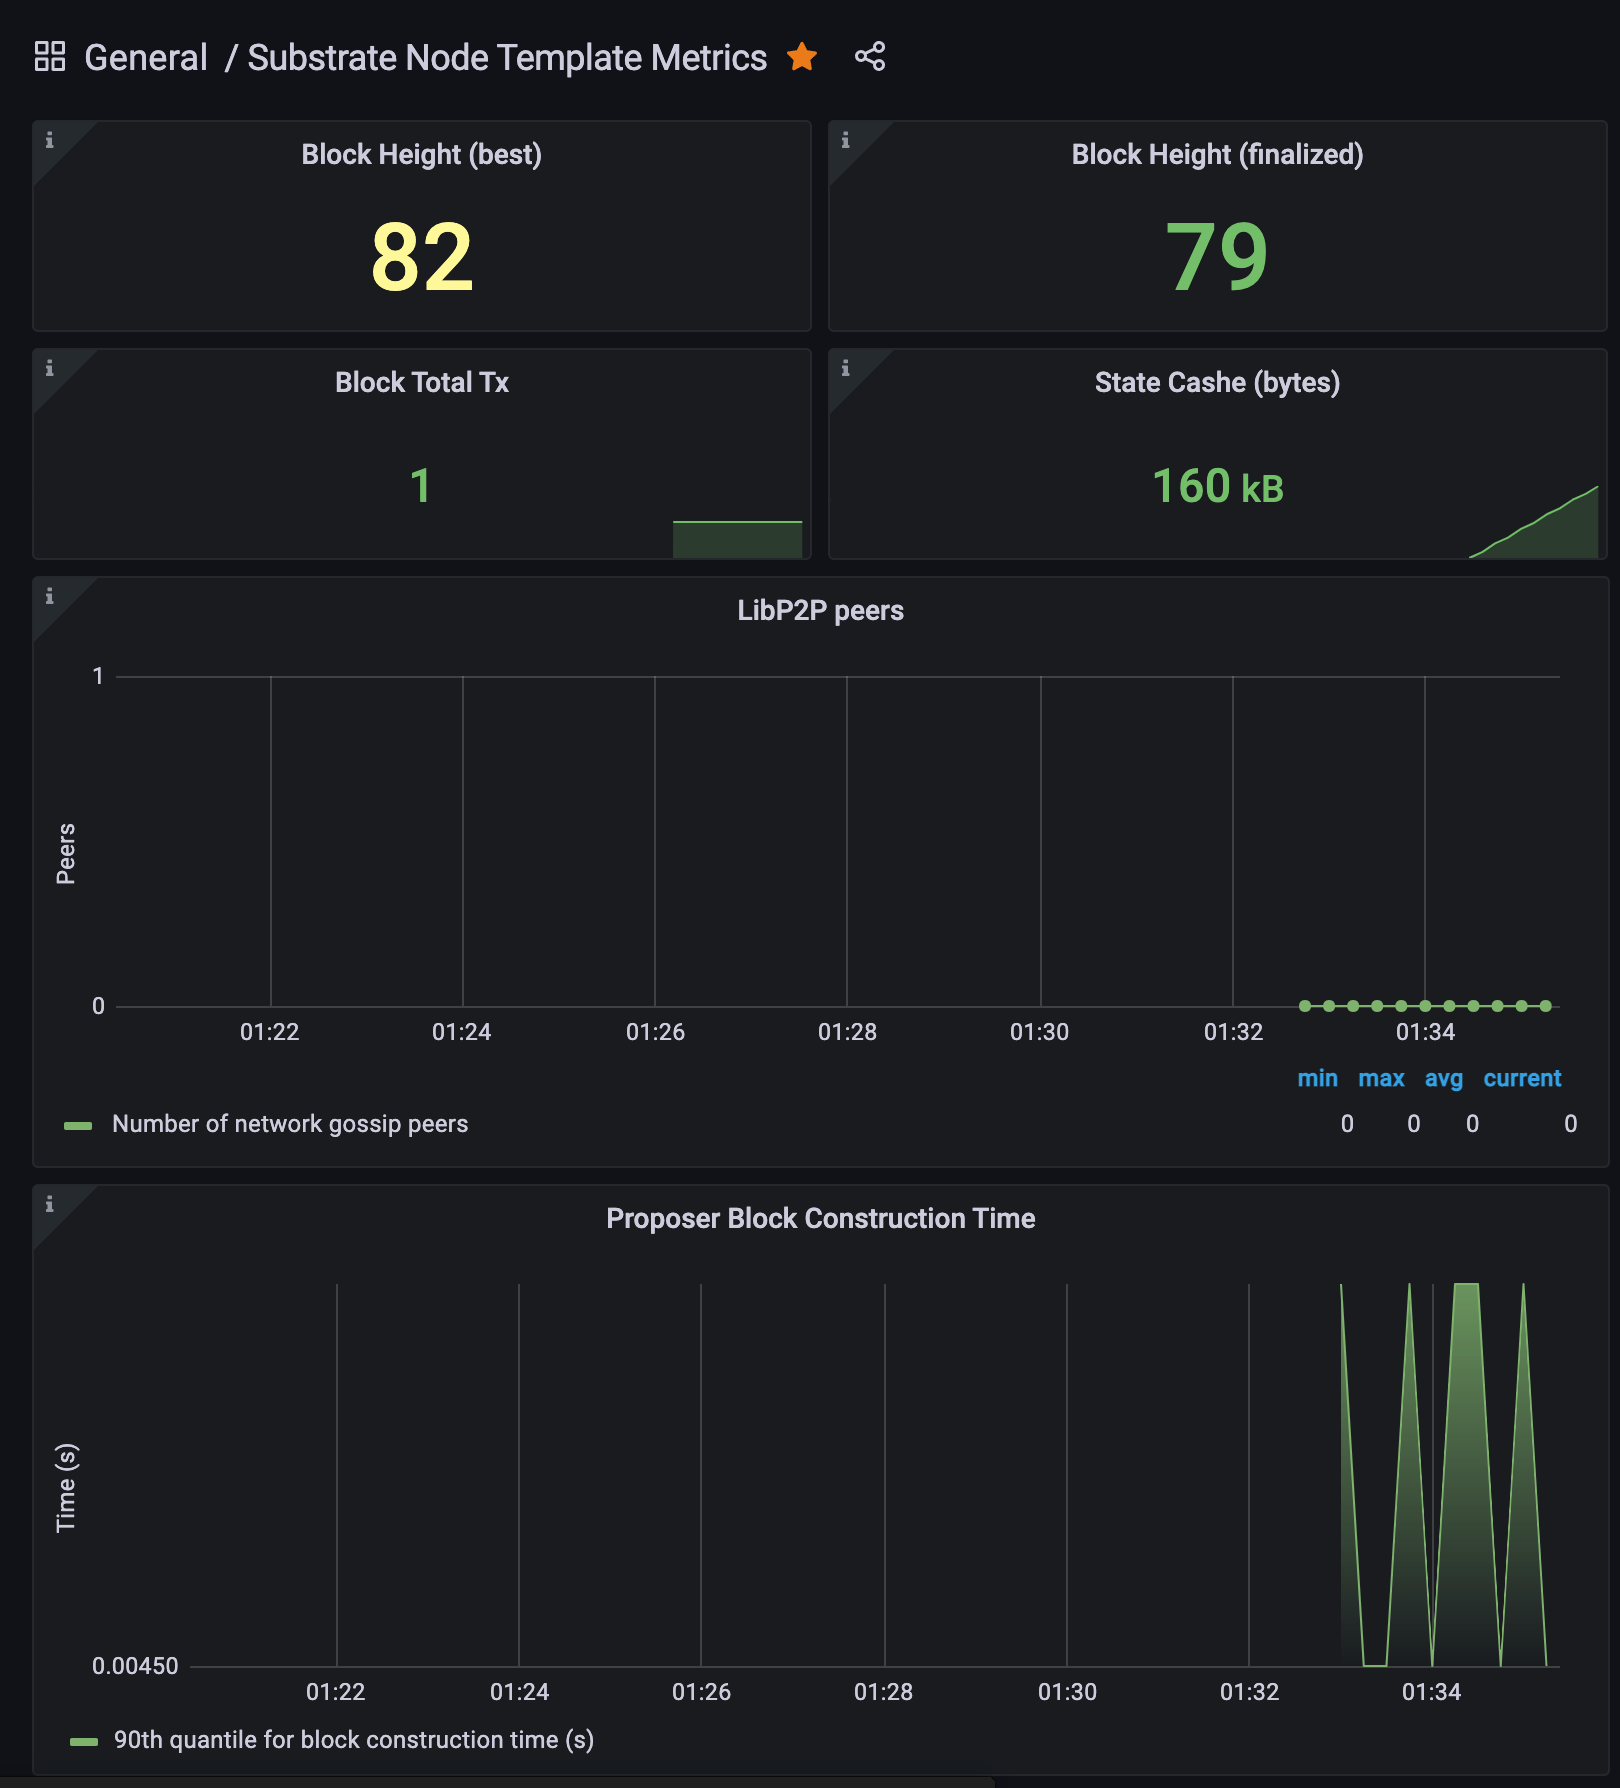 General / Substrate Node Template Metrics
Block Height (best)
82
Block Height (finalized)
79
Block Total Tx
1
State Cashe (bytes)
160 kB
LibP2P peers
1
Peers
0
01:22 01:24 01:26 01:28 01:30 01:32 01:34
min max avg current
Number of network gossip peers 0 0 0 0
Proposer Block Construction Time
Time (s)
0.00450
01:22 01:24 01:26 01:28 01:30 01:32 01:34
90th quantile for block construction time (s)